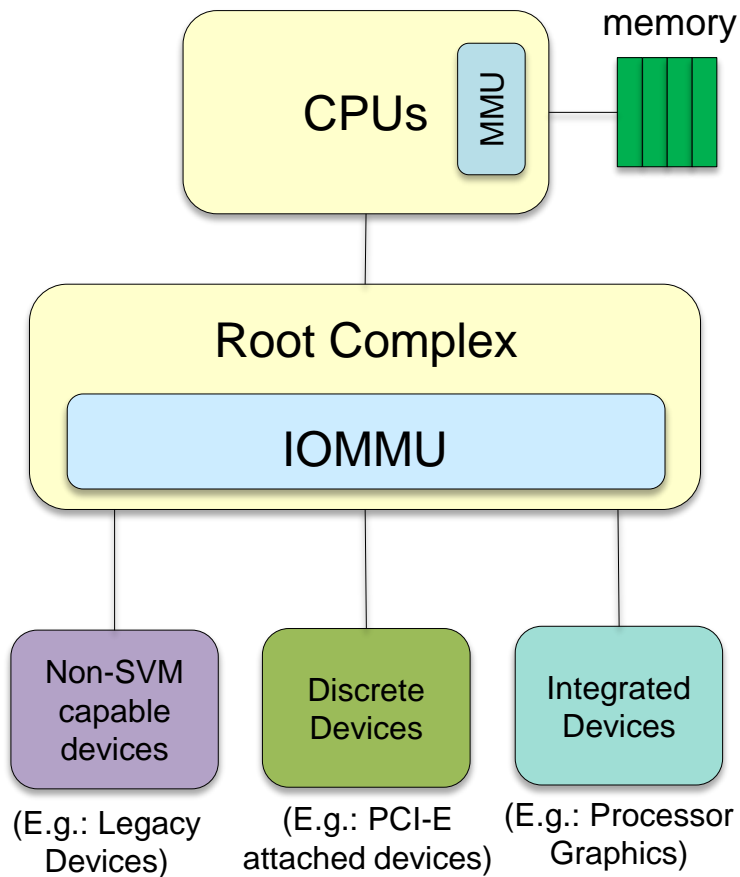 memory
CPUs
MMU
Root Complex
IOMMU
Non-SVM
capable
devices
Discrete
Devices
Integrated
Devices
(E.g.: Legacy
Devices)
(E.g.: PCI-E
attached devices)
(E.g.: Processor
Graphics)